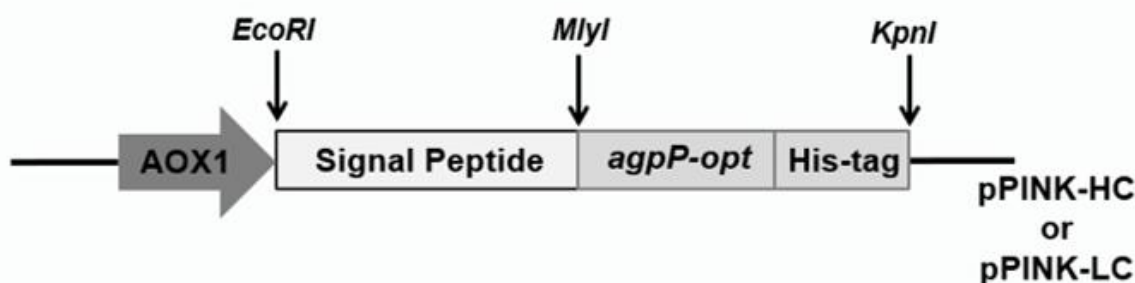 EcoRI MlyI KpnI
AOX1 Signal Peptide agpP-opt His-tag
pPINK-HC
or
pPINK-LC